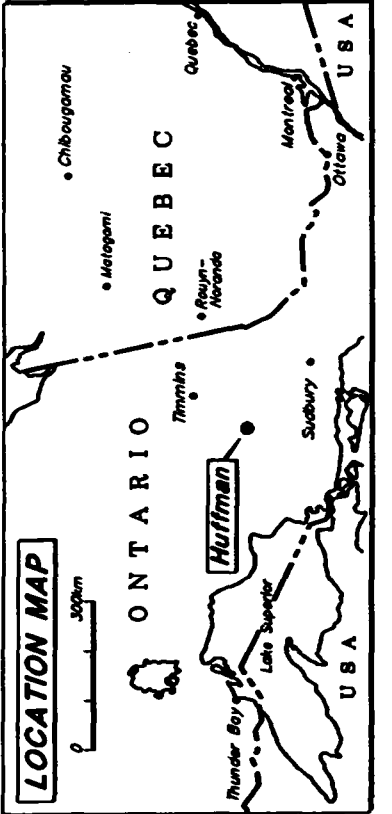 LOCATION MAP
0 300km
ONTARIO
QUEBEC
Chibougamau
Matagami
Rouyn-
Noranda
Timmins
Huffman
Sudbury
Quebec
Montreal
Ottawa
USA
Thunder Bay
Lake Superior
USA